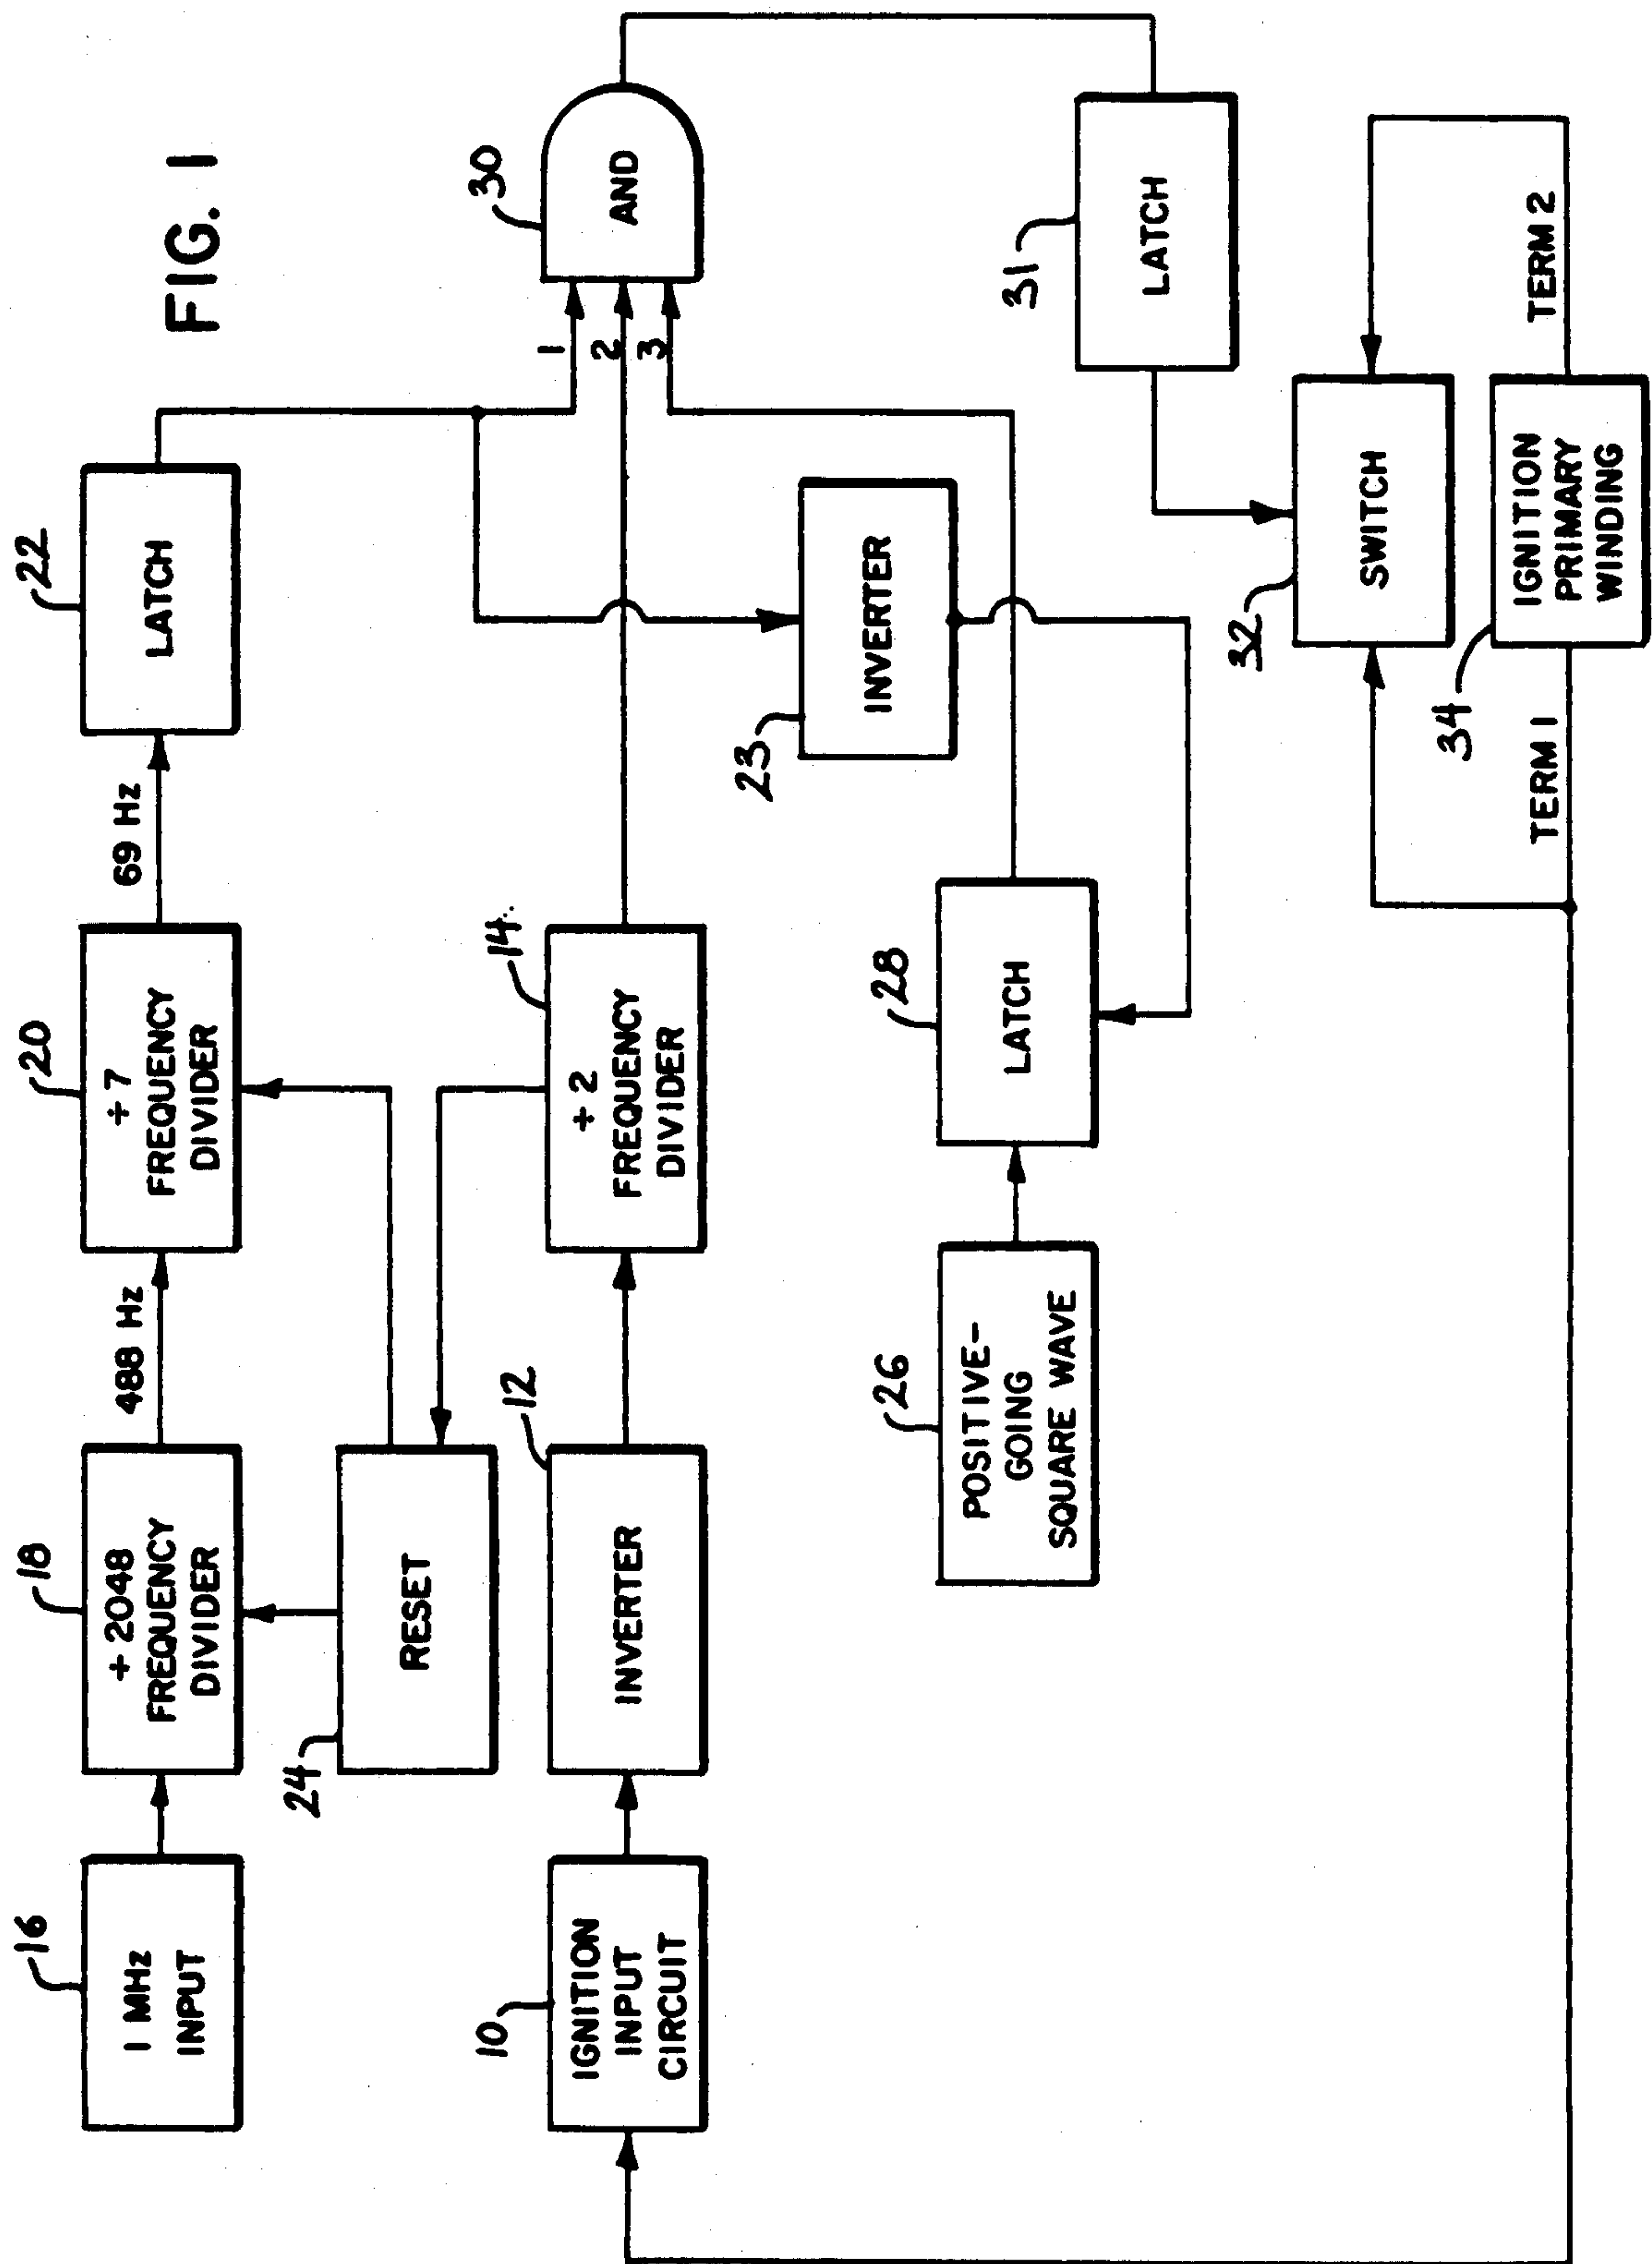 FIG. 1
16
1 MHz
INPUT
18
÷ 2048
FREQUENCY
DIVIDER
488 Hz
20
÷ 7
FREQUENCY
DIVIDER
69 Hz
22
LATCH
24
RESET
10
IGNITION
INPUT
CIRCUIT
12
INVERTER
14
÷ 2
FREQUENCY
DIVIDER
1
2
3
30
AND
23
INVERTER
26
POSITIVE-
GOING
SQUARE WAVE
28
LATCH
31
LATCH
32
SWITCH
34
TERM 1
IGNITION
PRIMARY
WINDING
TERM 2